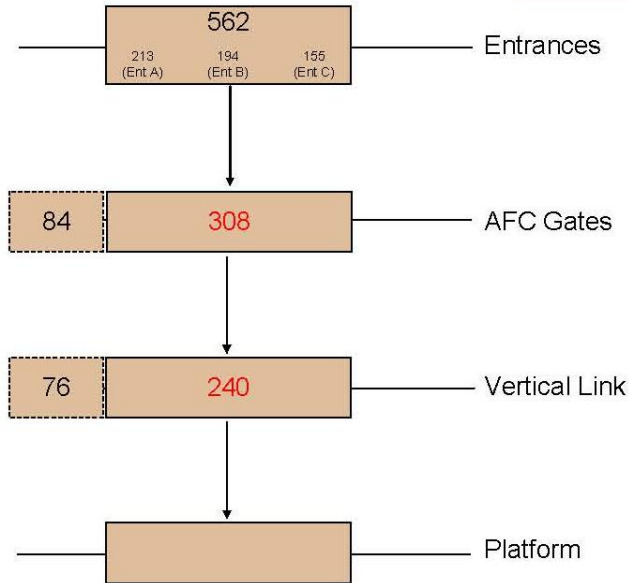 562
Entrances
213 194 155
(Ent A) (Ent B) (Ent C)
84 308 AFC Gates
76 240 Vertical Link
Platform